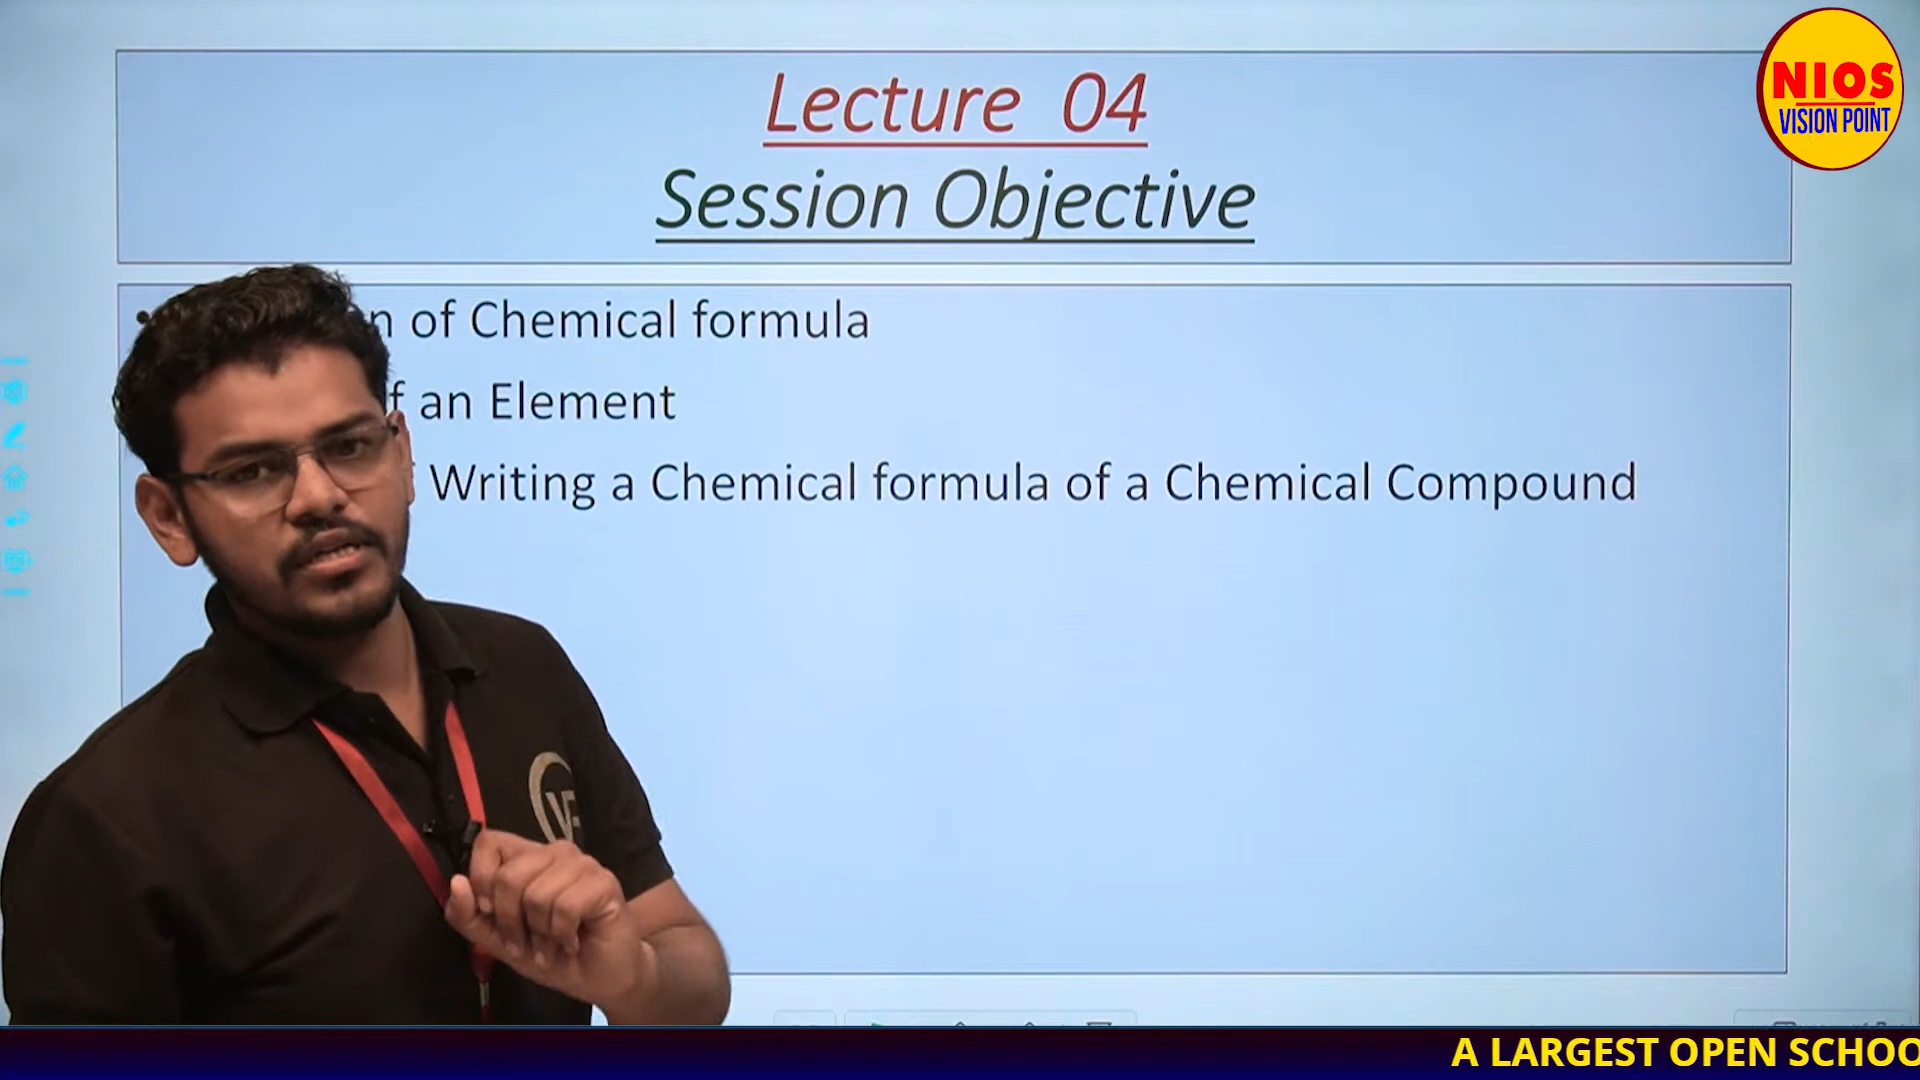 Lecture 04
Session Objective
of Chemical formula
an Element
Writing a Chemical formula of a Chemical Compound
NIOS
VISION POINT
A LARGEST OPEN